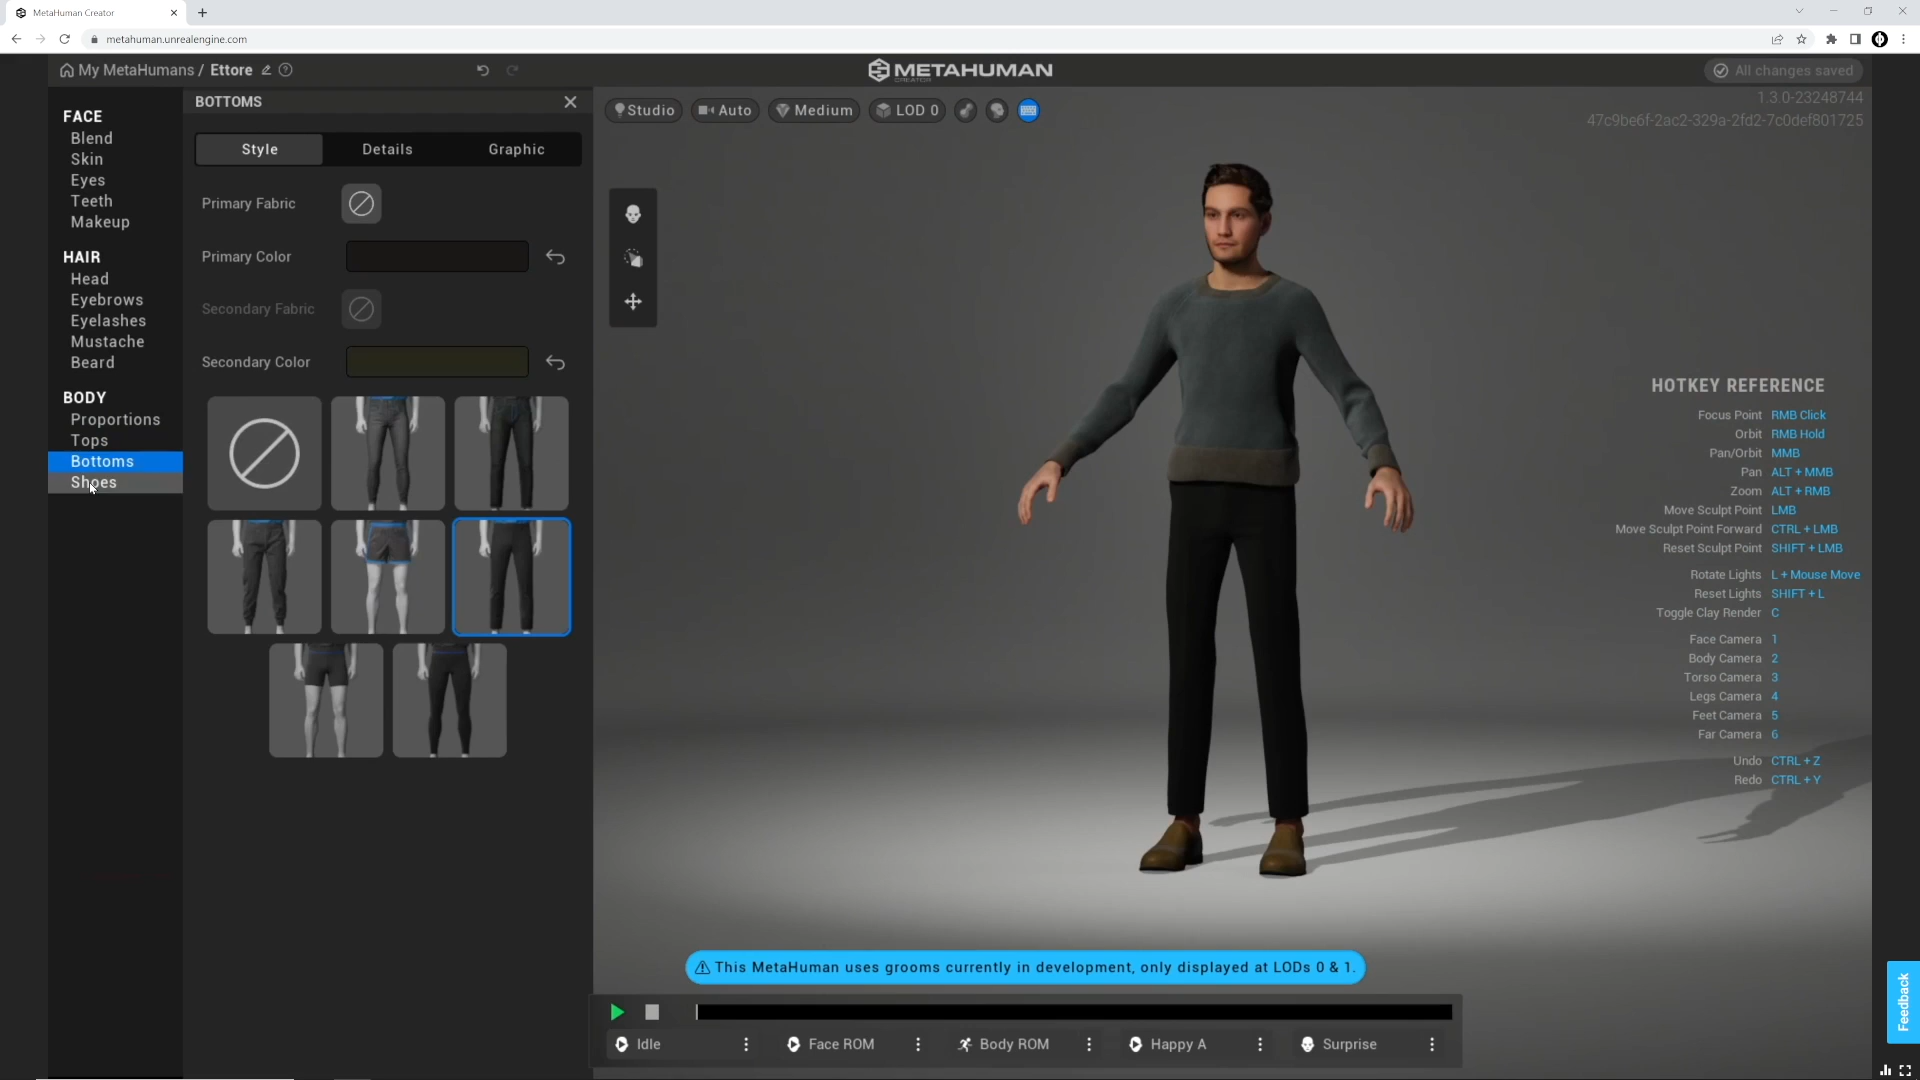 MetaHuman Creator
metahuman.unrealengine.com
My MetaHumans / Ettore
METAHUMAN
CREATOR
All changes saved
1.3.0-23248744
47c9be6f-2ac2-329a-2fd2-7c0def801725
FACE
Blend
Skin
Eyes
Teeth
Makeup
HAIR
Head
Eyebrows
Eyelashes
Mustache
Beard
BODY
Proportions
Tops
Bottoms
Shoes
BOTTOMS
Style Details Graphic
Primary Fabric
Primary Color
Secondary Fabric
Secondary Color
Studio Auto Medium LOD 0
HOTKEY REFERENCE
Focus Point RMB Click
Orbit RMB Hold
Pan/Orbit MMB
Pan ALT + MMB
Zoom ALT + RMB
Move Sculpt Point LMB
Move Sculpt Point Forward CTRL + LMB
Reset Sculpt Point SHIFT + LMB
Rotate Lights L + Mouse Move
Reset Lights SHIFT + L
Toggle Clay Render C
Face Camera 1
Body Camera 2
Torso Camera 3
Legs Camera 4
Feet Camera 5
Far Camera 6
Undo CTRL + Z
Redo CTRL + Y
This MetaHuman uses grooms currently in development, only displayed at LODs 0 & 1.
Idle Face ROM Body ROM Happy A Surprise
Feedback